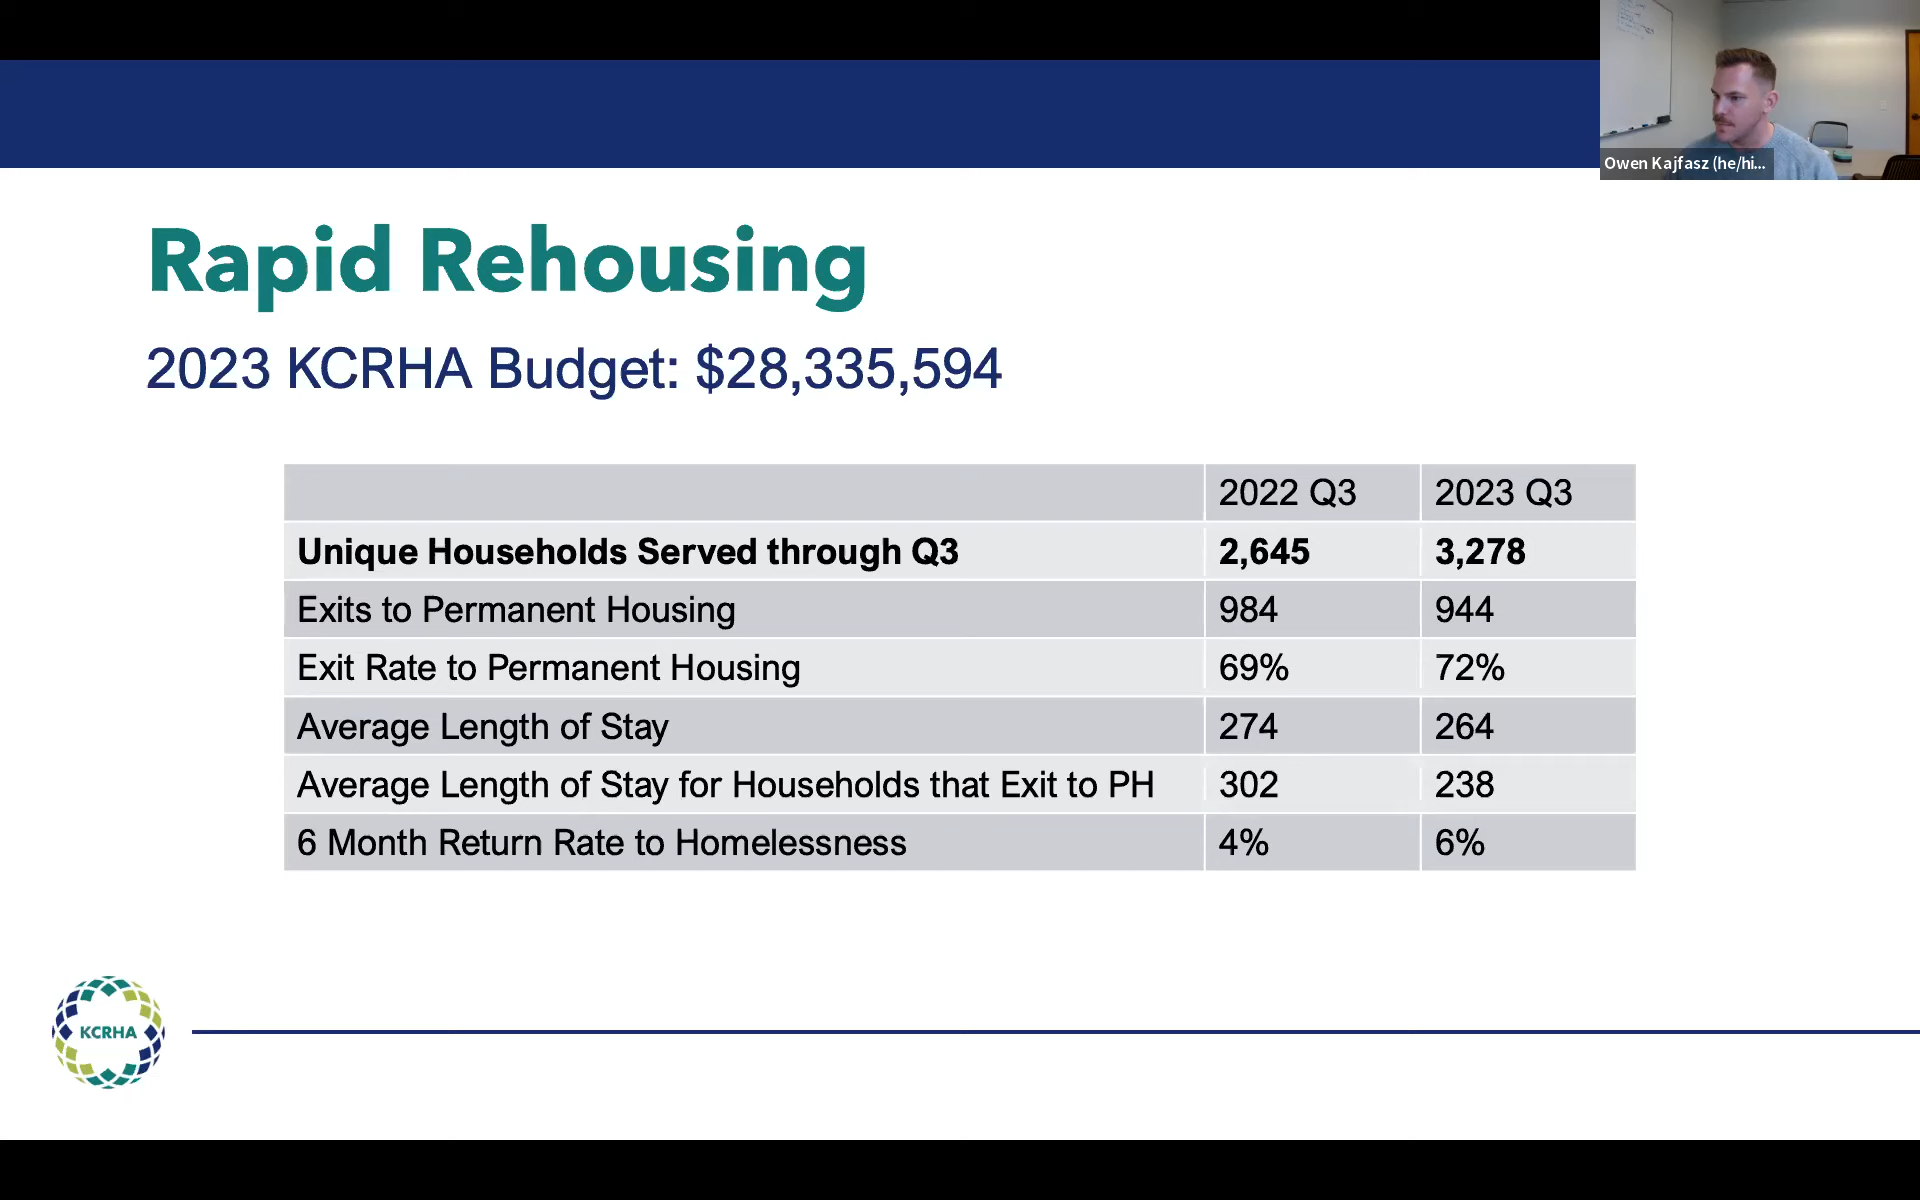 Owen Kajfasz (he/hi...
Rapid Rehousing
2023 KCRHA Budget: $28,335,594
2022 Q3 2023 Q3
Unique Households Served through Q3 2,645 3,278
Exits to Permanent Housing 984 944
Exit Rate to Permanent Housing 69% 72%
Average Length of Stay 274 264
Average Length of Stay for Households that Exit to PH 302 238
6 Month Return Rate to Homelessness 4% 6%
KCRHA